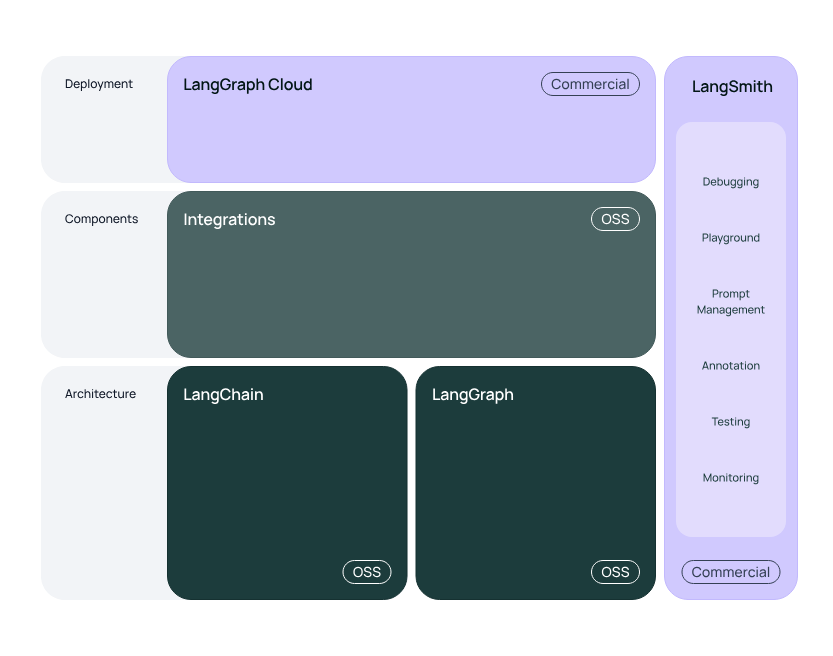 Deployment
LangGraph Cloud
Commercial
Components
Integrations
OSS
Architecture
LangChain
OSS
LangGraph
OSS
LangSmith
Debugging
Playground
Prompt
Management
Annotation
Testing
Monitoring
Commercial